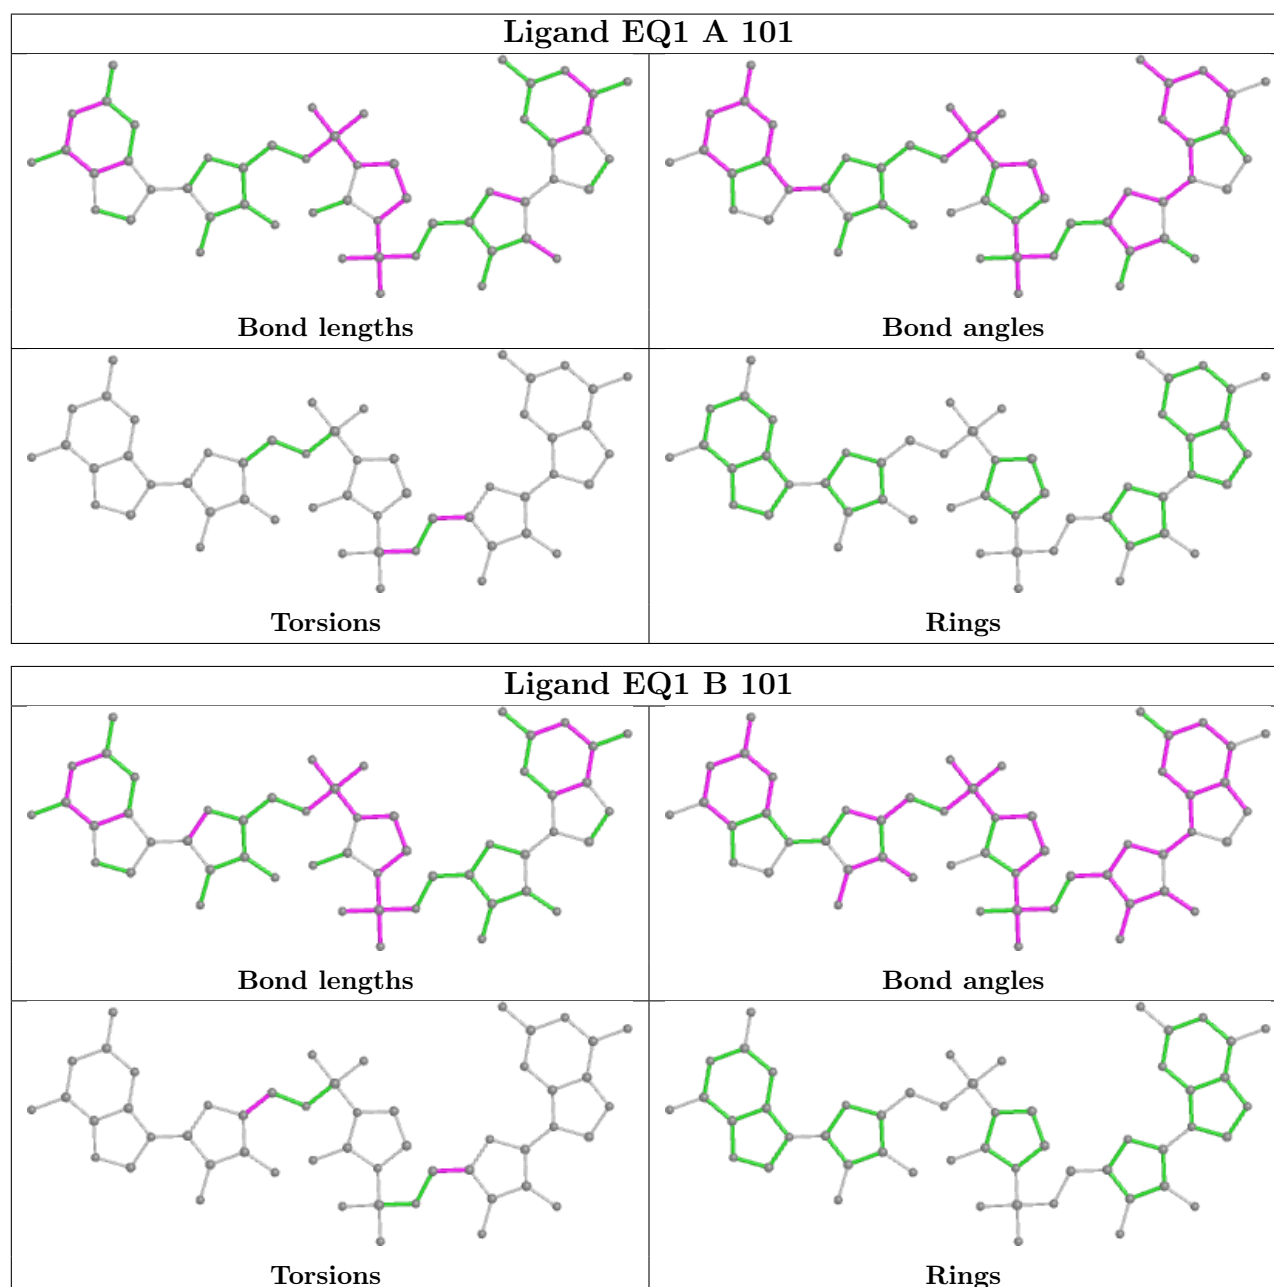 Ligand EQ1 A 101
Bond lengths
Bond angles
Torsions
Rings
Ligand EQ1 B 101
Bond lengths
Bond angles
Torsions
Rings